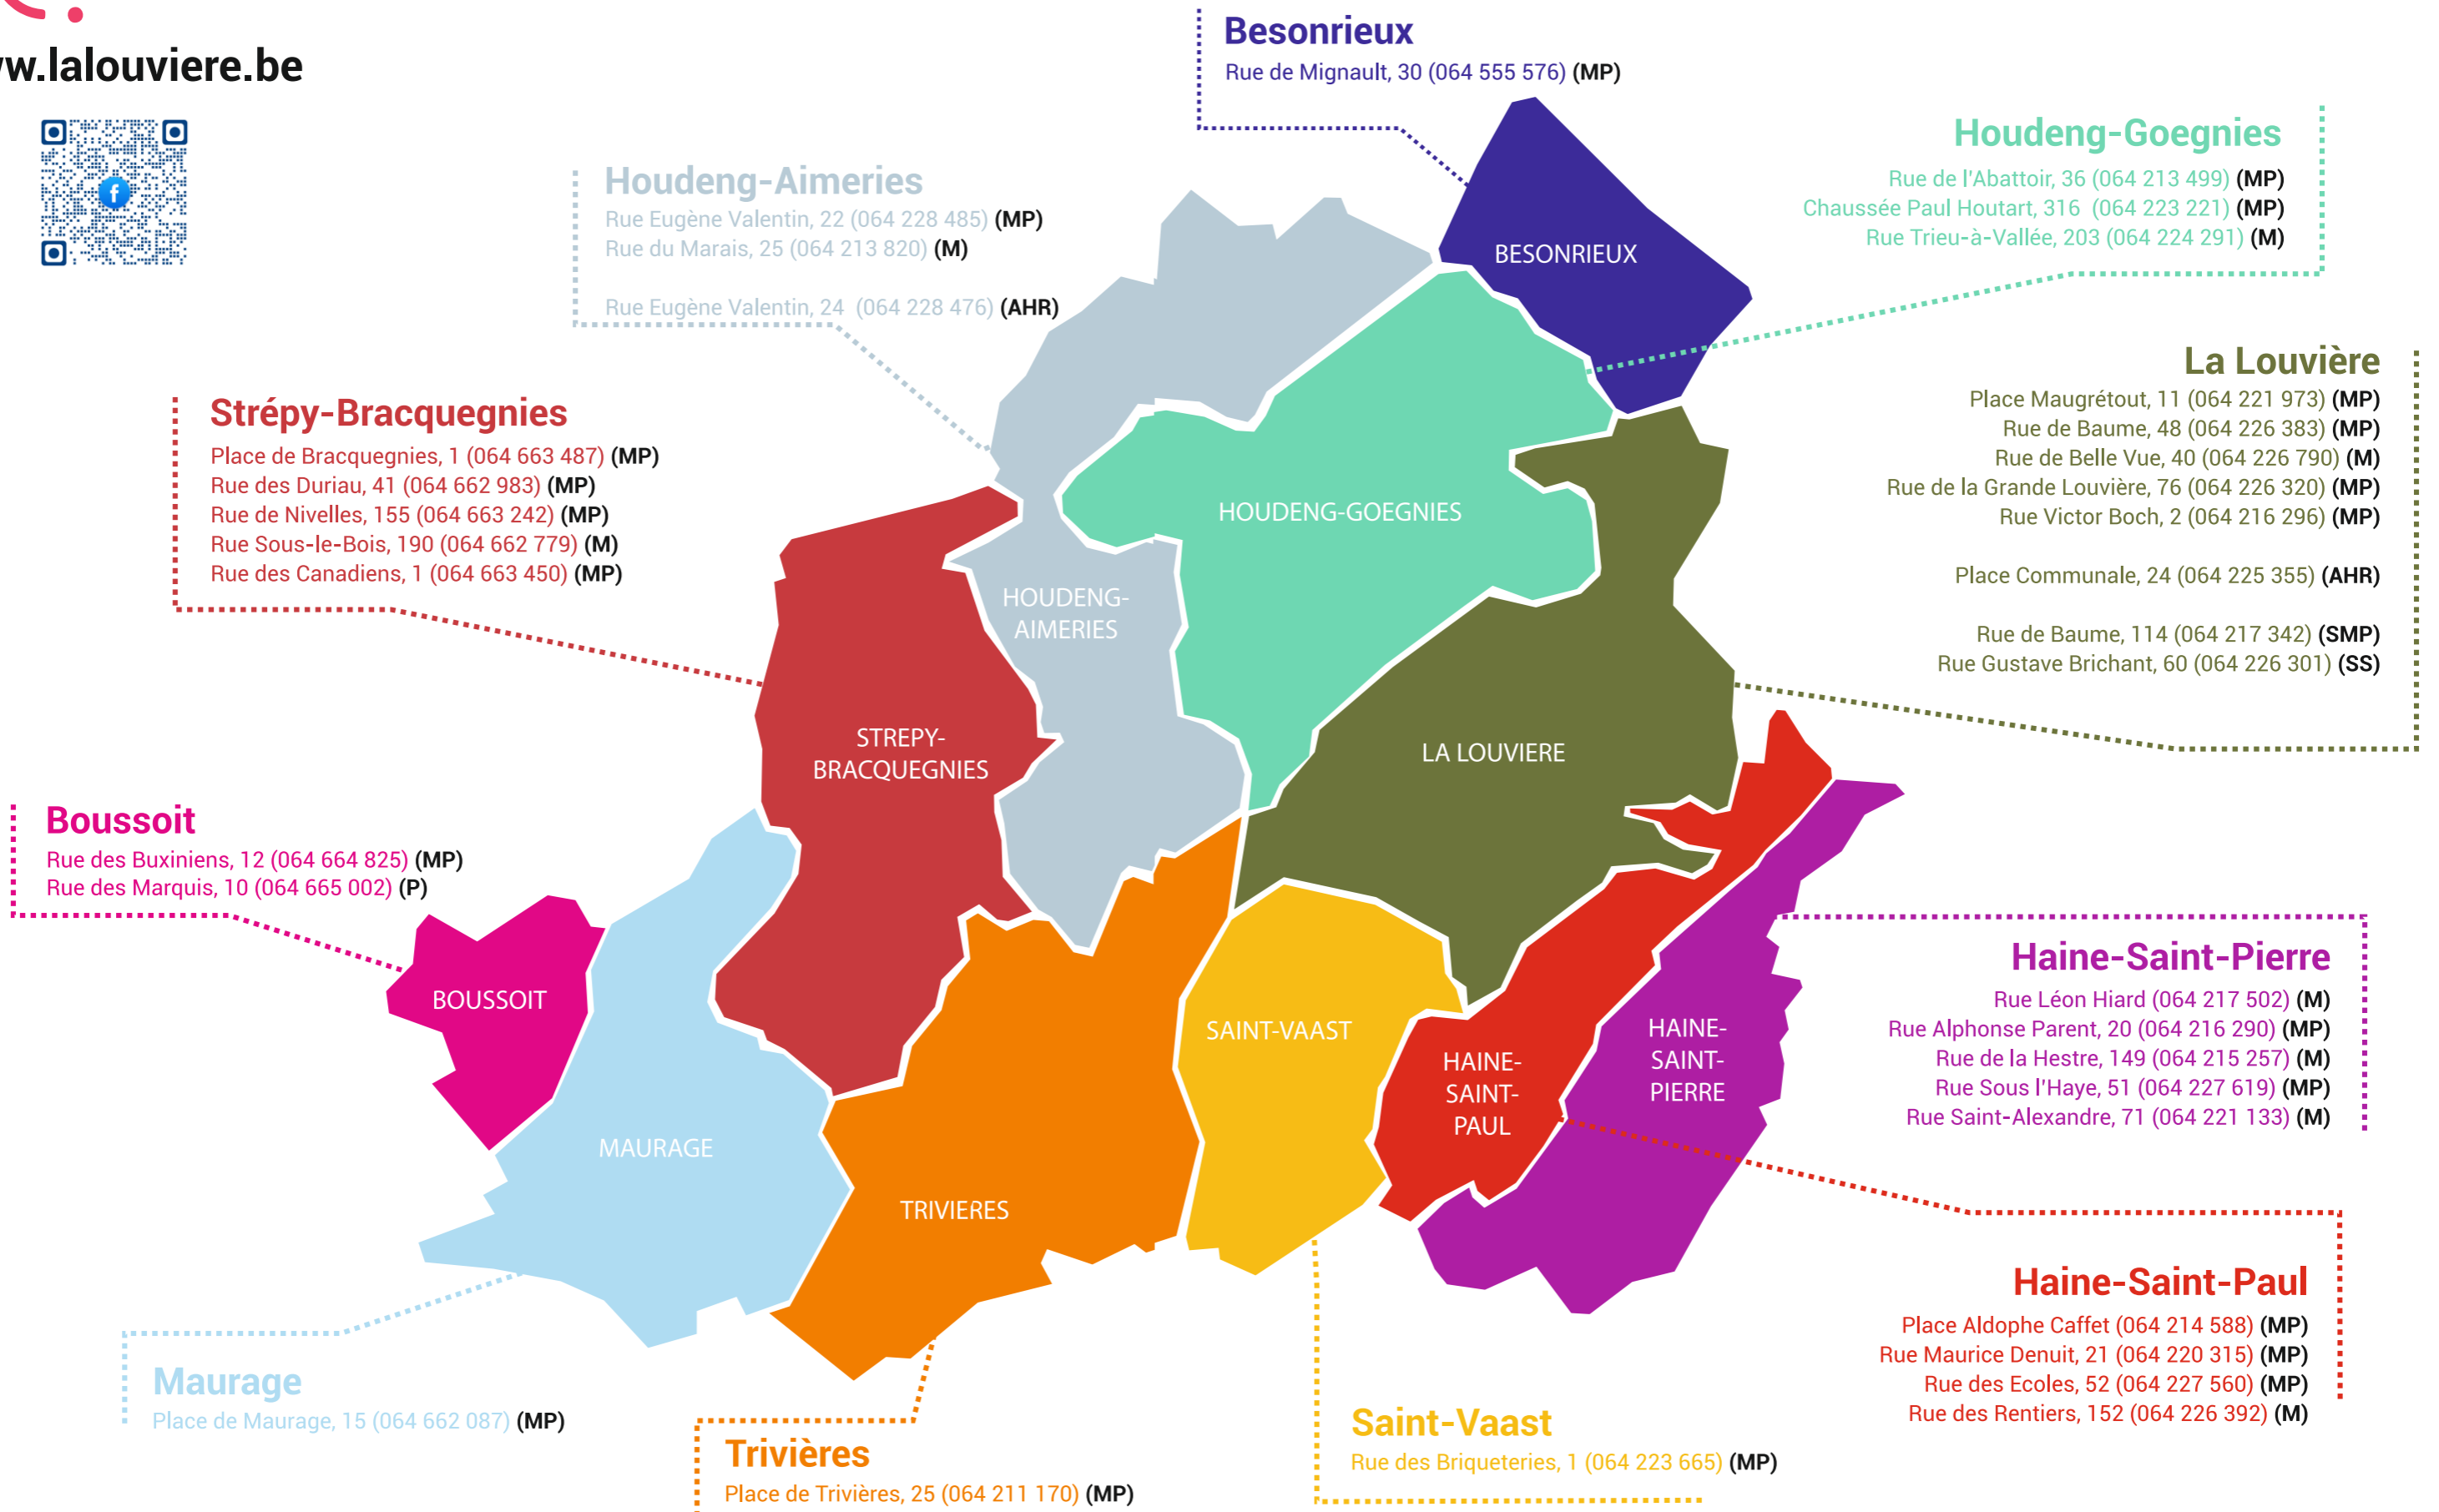 www.lalouviere.be
Besonrieux
Rue de Mignault, 30 (064 555 576) (MP)
Houdeng-Goegnies
Rue de l'Abattoir, 36 (064 213 499) (MP)
Chaussée Paul Houtart, 316 (064 223 221) (MP)
Rue Trieu-à-Vallée, 203 (064 224 291) (M)
Houdeng-Aimeries
Rue Eugène Valentin, 22 (064 228 485) (MP)
Rue du Marais, 25 (064 213 820) (M)
Rue Eugène Valentin, 24 (064 228 476) (AHR)
La Louvière
Place Maugrétout, 11 (064 221 973) (MP)
Rue de Baume, 48 (064 226 383) (MP)
Rue de Belle Vue, 40 (064 226 790) (M)
Rue de la Grande Louvière, 76 (064 226 320) (MP)
Rue Victor Boch, 2 (064 216 296) (MP)
Place Communale, 24 (064 225 355) (AHR)
Rue de Baume, 114 (064 217 342) (SMP)
Rue Gustave Brichant, 60 (064 226 301) (SS)
Strépy-Bracquegnies
Place de Bracquegnies, 1 (064 663 487) (MP)
Rue des Duriau, 41 (064 662 983) (MP)
Rue de Nivelles, 155 (064 663 242) (MP)
Rue Sous-le-Bois, 190 (064 662 779) (M)
Rue des Canadiens, 1 (064 663 450) (MP)
BESONRIEUX
HOUDENG-GOEGNIES
HOUDENG-
AIMERIES
STREPY-
BRACQUEGNIES
LA LOUVIERE
Boussoit
Rue des Buxiniens, 12 (064 664 825) (MP)
Rue des Marquis, 10 (064 665 002) (P)
BOUSSOIT
SAINT-VAAST
HAINE-
SAINT-
PAUL
HAINE-
SAINT-
PIERRE
MAURAGE
TRIVIERES
Haine-Saint-Pierre
Rue Léon Hiard (064 217 502) (M)
Rue Alphonse Parent, 20 (064 216 290) (MP)
Rue de la Hestre, 149 (064 215 257) (M)
Rue Sous l'Haye, 51 (064 227 619) (MP)
Rue Saint-Alexandre, 71 (064 221 133) (M)
Haine-Saint-Paul
Place Aldophe Caffet (064 214 588) (MP)
Rue Maurice Denuit, 21 (064 220 315) (MP)
Rue des Ecoles, 52 (064 227 560) (MP)
Rue des Rentiers, 152 (064 226 392) (M)
Maurage
Place de Maurage, 15 (064 662 087) (MP)
Trivières
Place de Trivières, 25 (064 211 170) (MP)
Saint-Vaast
Rue des Briqueteries, 1 (064 223 665) (MP)